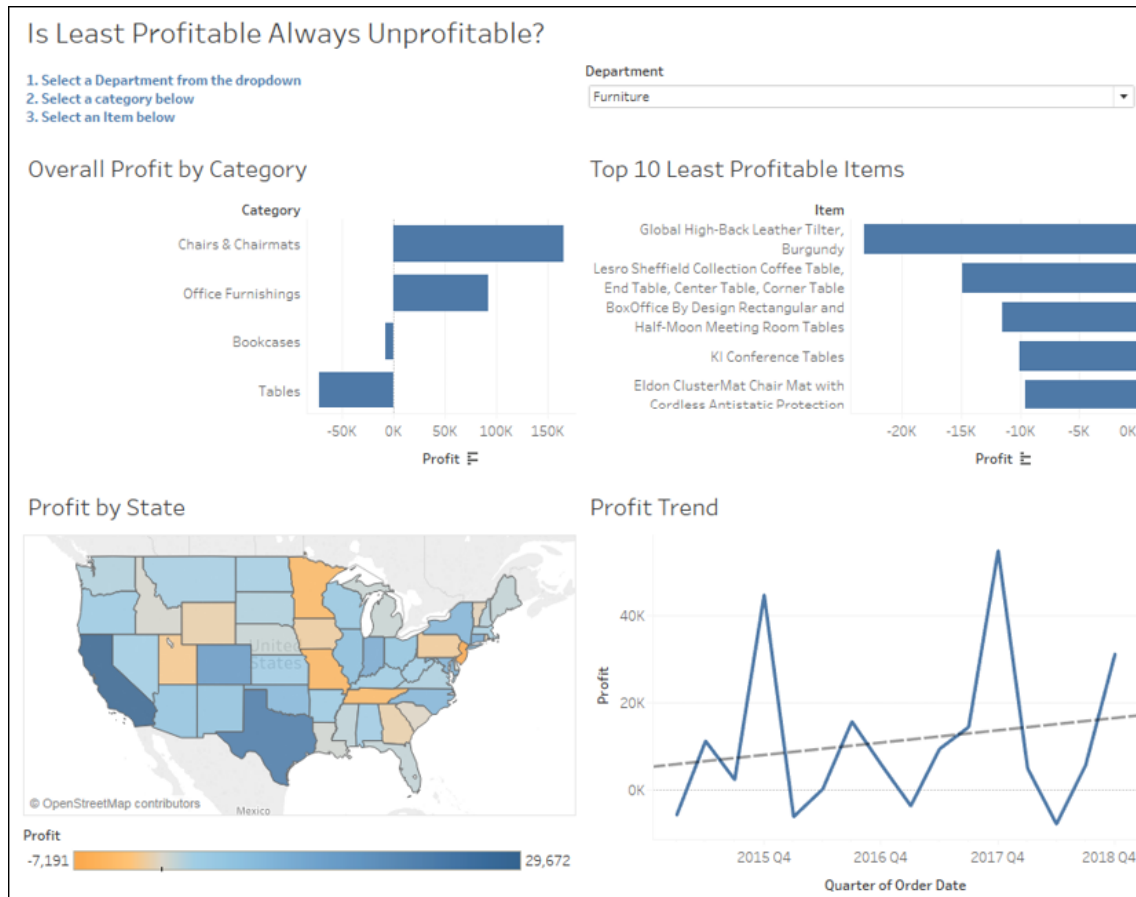 Is Least Profitable Always Unprofitable?
1. Select a Department from the dropdown
2. Select a category below
3. Select an Item below
Department
Furniture
Overall Profit by Category
Category
Chairs & Chairmats
Office Furnishings
Bookcases
Tables
-50K 0K 50K 100K 150K
Profit
Top 10 Least Profitable Items
Item
Global High-Back Leather Tilter,
Burgundy
Lesro Sheffield Collection Coffee Table,
End Table, Center Table, Corner Table
BoxOffice By Design Rectangular and
Half-Moon Meeting Room Tables
KI Conference Tables
Eldon ClusterMat Chair Mat with
Cordless Antistatic Protection
-20K -15K -10K -5K 0K
Profit
Profit by State
United
States
Mexico
© OpenStreetMap contributors
Profit
-7,191 29,672
Profit Trend
Profit
40K
20K
0K
2015 Q4 2016 Q4 2017 Q4 2018 Q4
Quarter of Order Date